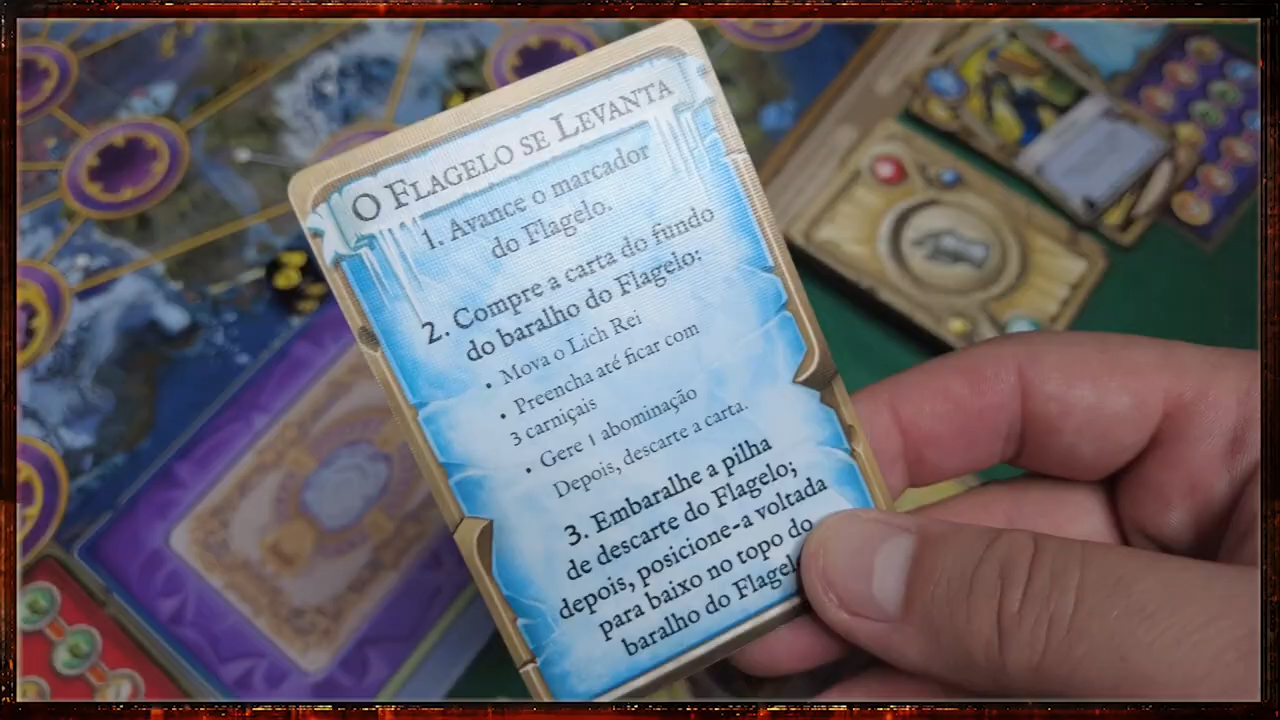 O FLAGELO SE LEVANTA
1. Avance o marcador
do Flagelo.
2. Compre a carta do fundo
do baralho do Flagelo:
• Mova o Lich Rei
• Preencha até ficar com
3 carniçais
• Gere 1 abominação
Depois, descarte a carta.
3. Embaralhe a pilha
de descarte do Flagelo;
depois, posicione-a voltada
para baixo no topo do
baralho do Flagel